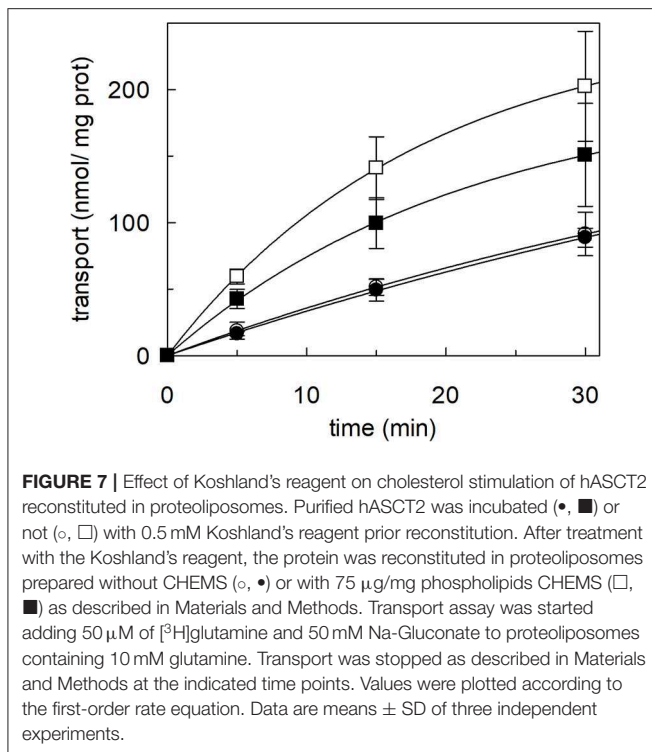 transport (nmol/ mg prot)
200
100
0
0
10
20
30
time (min)
FIGURE 7 | Effect of Koshland’s reagent on cholesterol stimulation of hASCT2
reconstituted in proteoliposomes. Purified hASCT2 was incubated (•, ■) or
not (○, □) with 0.5 mM Koshland’s reagent prior reconstitution. After treatment
with the Koshland’s reagent, the protein was reconstituted in proteoliposomes
prepared without CHEMS (○, •) or with 75 μg/mg phospholipids CHEMS (□,
■) as described in Materials and Methods. Transport assay was started
adding 50 μM of [³H]glutamine and 50 mM Na-Gluconate to proteoliposomes
containing 10 mM glutamine. Transport was stopped as described in Materials
and Methods at the indicated time points. Values were plotted according to
the first-order rate equation. Data are means ± SD of three independent
experiments.